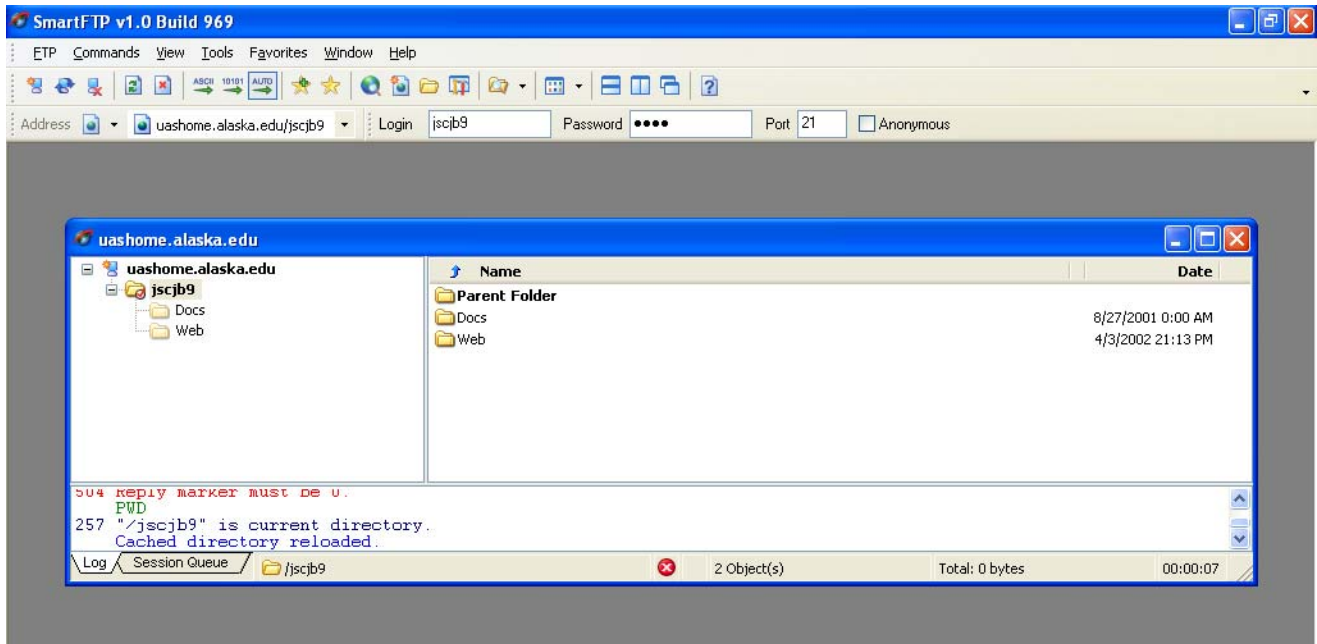 SmartFTP v1.0 Build 969
FTP Commands View Tools Favorites Window Help
ASCII 10101 AUTO
Address uashome.alaska.edu/jscjb9 Login jscjb9 Password •••• Port 21 Anonymous
uashome.alaska.edu
uashome.alaska.edu
jscjb9
Docs
Web
Name Date
Parent Folder
Docs 8/27/2001 0:00 AM
Web 4/3/2002 21:13 PM
504 Reply marker must be 0.
PWD
257 "/jscjb9" is current directory.
Cached directory reloaded.
Log Session Queue /jscjb9 2 Object(s) Total: 0 bytes 00:00:07